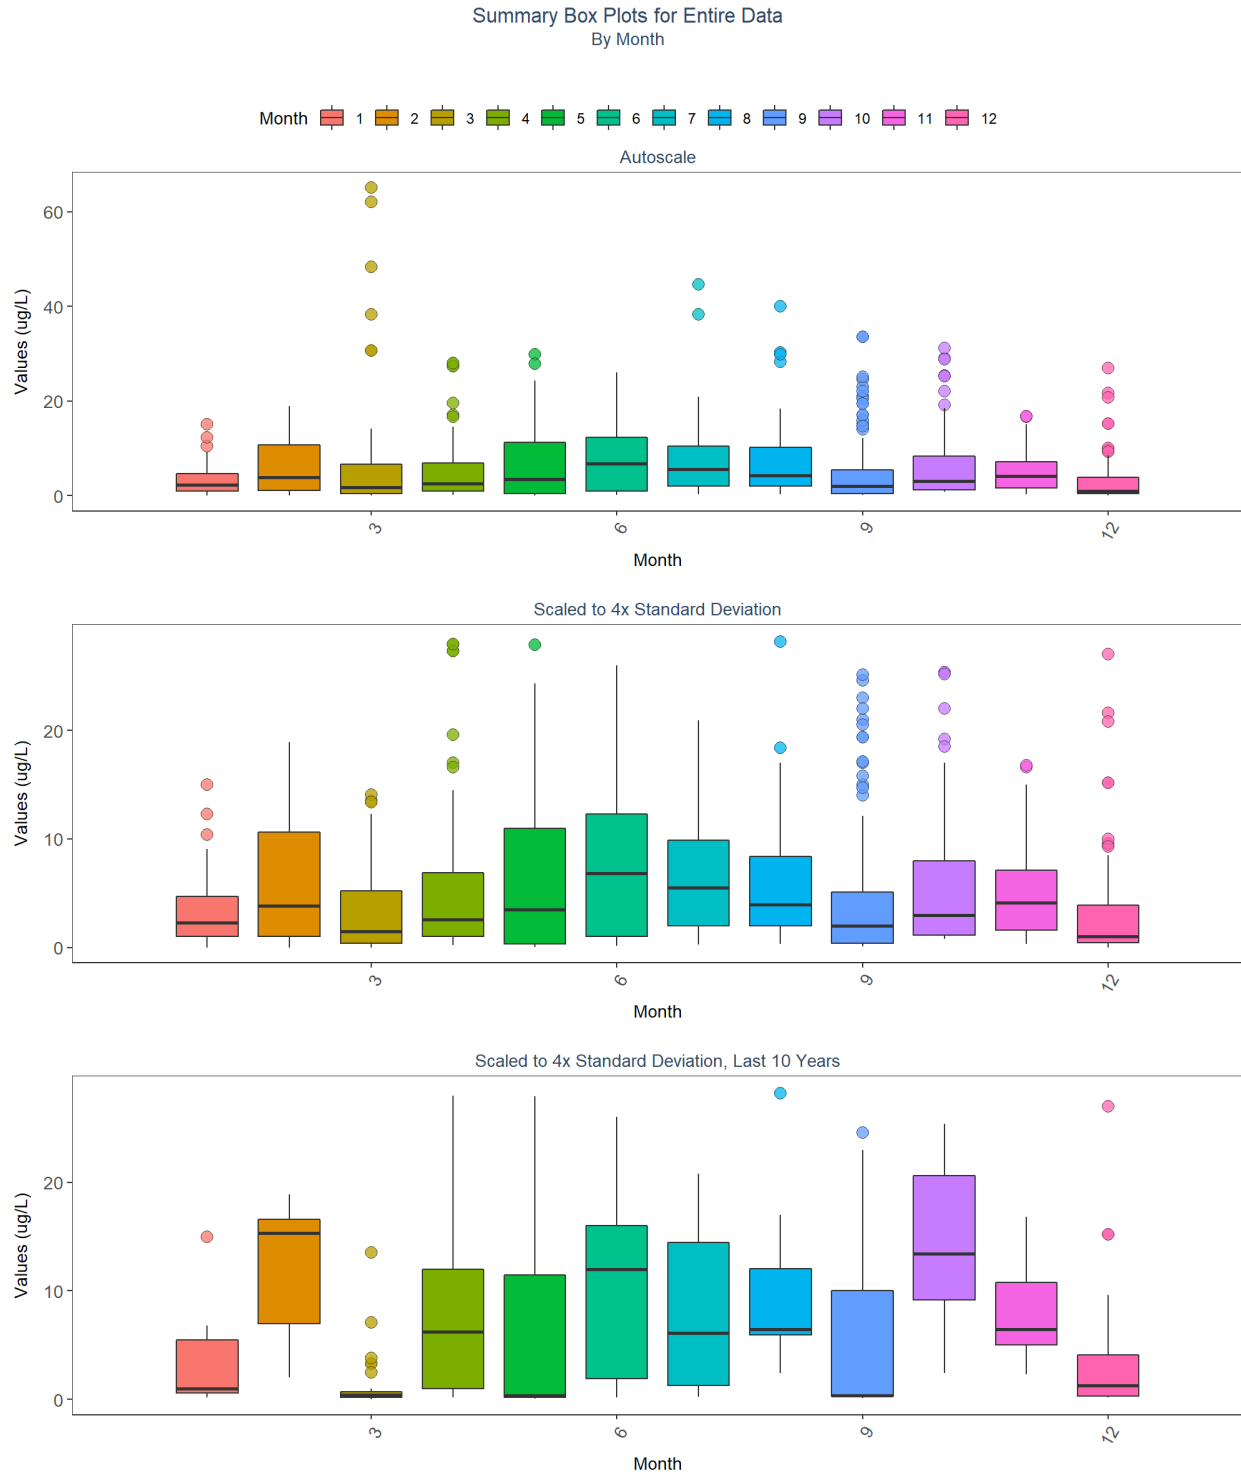 Summary Box Plots for Entire Data
By Month
Month 1 2 3 4 5 6 7 8 9 10 11 12
Autoscale
60
40
20
0
Values (ug/L)
3 6 9 12
Month
Scaled to 4x Standard Deviation
20
10
0
Values (ug/L)
3 6 9 12
Month
Scaled to 4x Standard Deviation, Last 10 Years
20
10
0
Values (ug/L)
3 6 9 12
Month